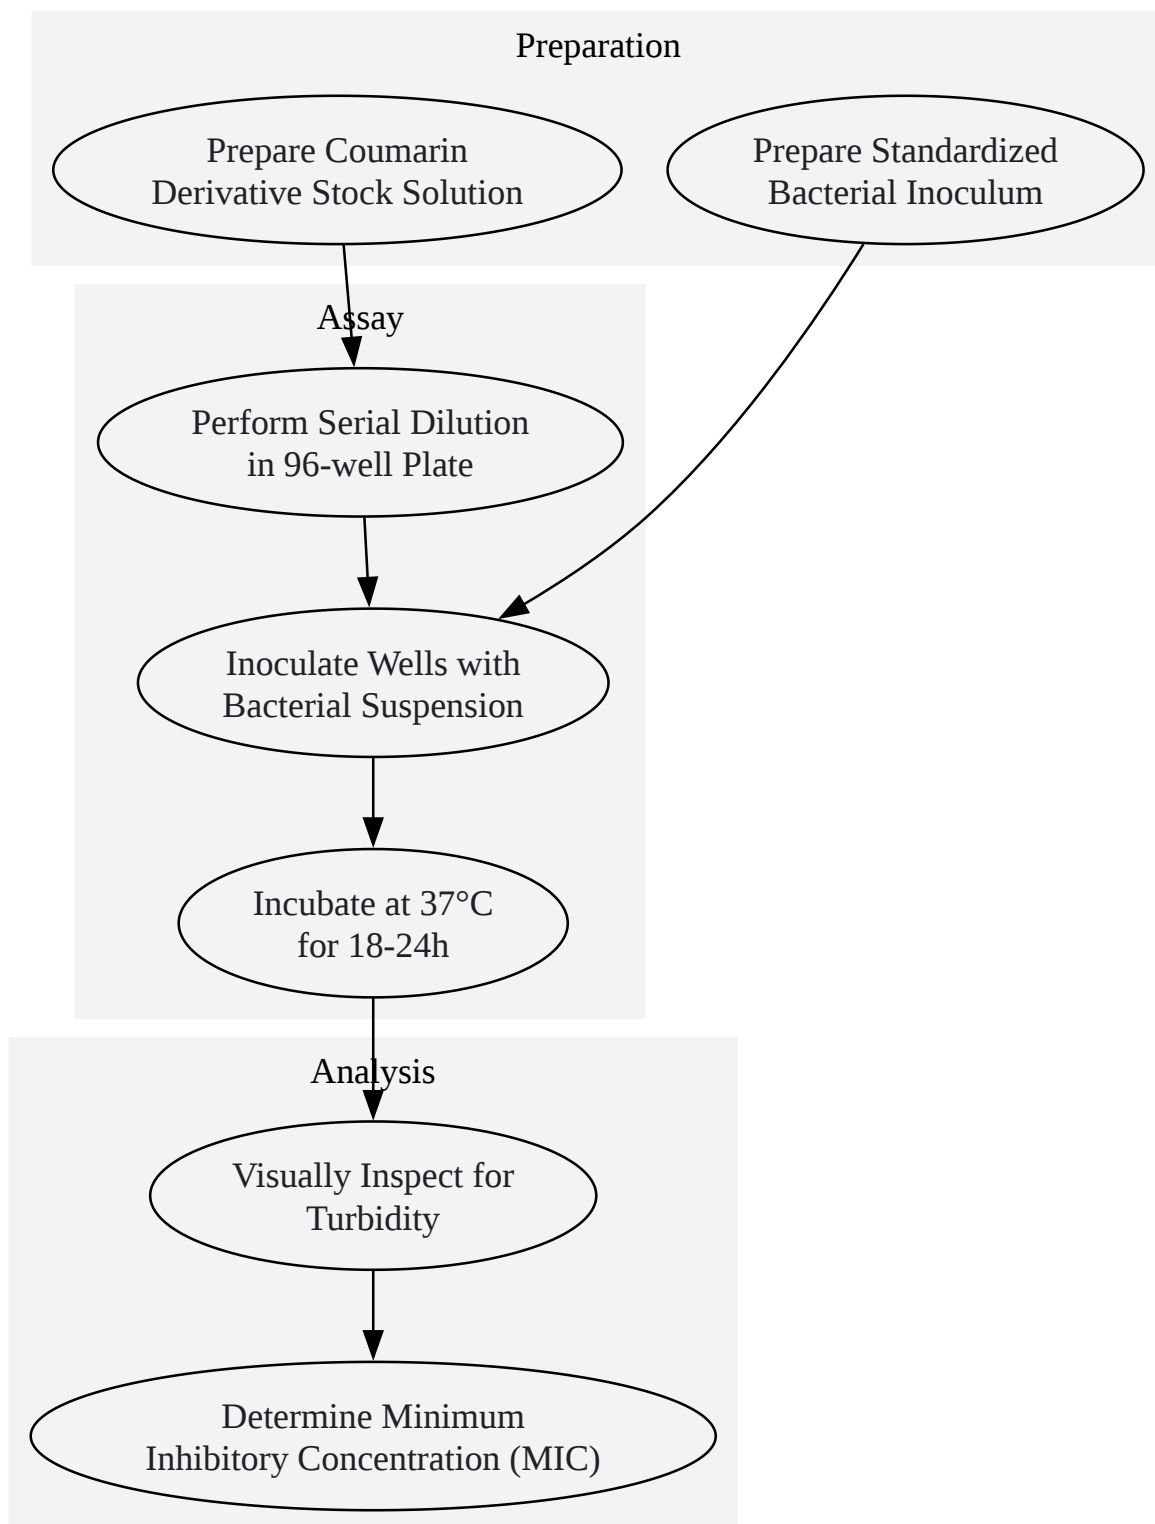 Preparation
Prepare Coumarin
Derivative Stock Solution
Prepare Standardized
Bacterial Inoculum
Assay
Perform Serial Dilution
in 96-well Plate
Inoculate Wells with
Bacterial Suspension
Incubate at 37°C
for 18-24h
Analysis
Visually Inspect for
Turbidity
Determine Minimum
Inhibitory Concentration (MIC)